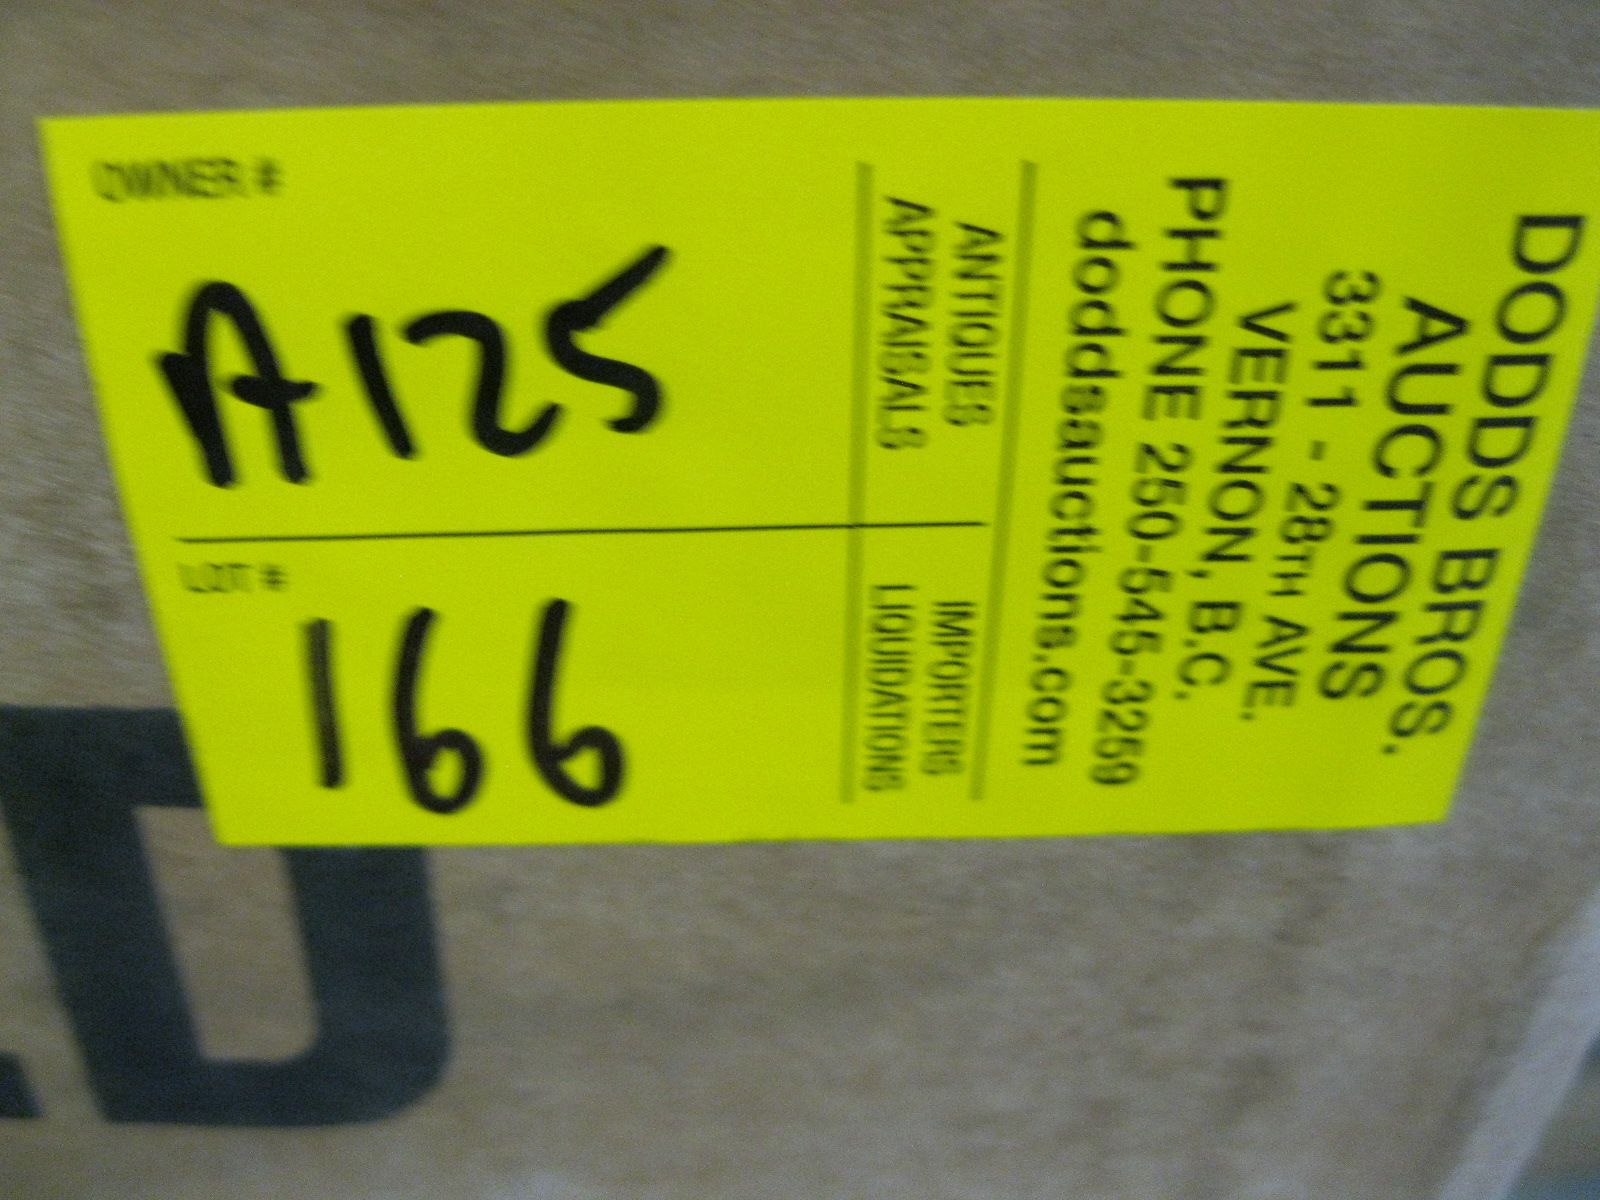 OWNER #
A125
LOT #
166
DODDS BROS.
AUCTIONS
3311 - 28TH AVE.
VERNON, B.C.
PHONE 250-545-3259
doddsauctions.com
ANTIQUES
APPRAISALS
IMPORTERS
LIQUIDATIONS
D